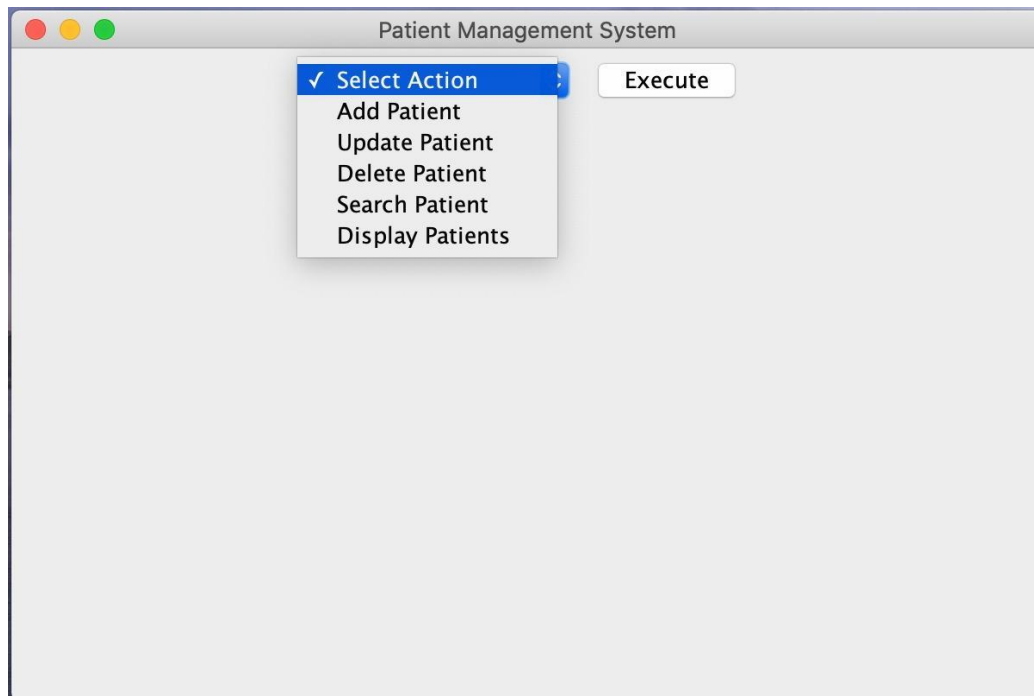 Patient Management System
✓ Select Action
Execute
Add Patient
Update Patient
Delete Patient
Search Patient
Display Patients